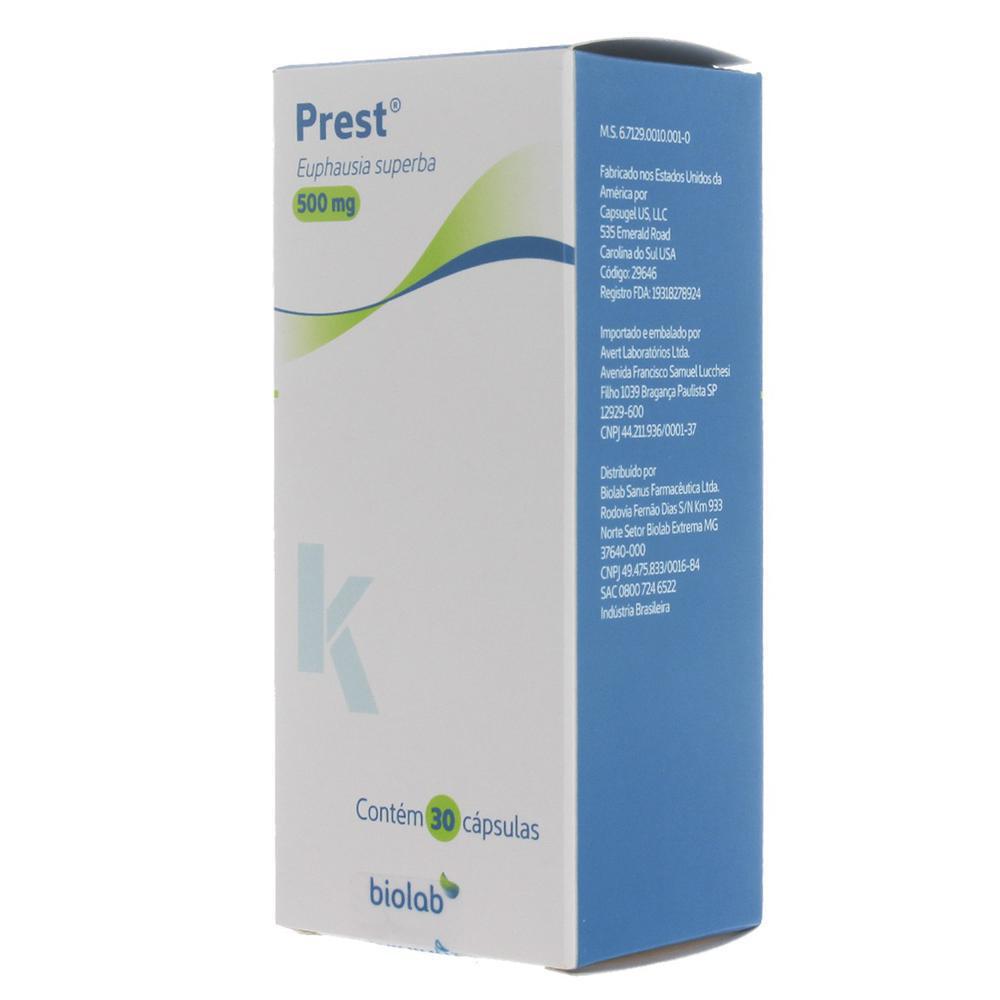 Prest®
Euphausia superba
500 mg
k
Contém 30 cápsulas
biolab
M.S. 6.7129.0010.001-0
Fabricado nos Estados Unidos da
América por
Capsugel US, LLC
535 Emerald Road
Carolina do Sul USA
Código: 29646
Registro FDA: 19318278924
Importado e embalado por
Avert Laboratórios Ltda.
Avenida Francisco Samuel Lucchesi
Filho 1039 Bragança Paulista SP
12929-600
CNPJ 44.211.936/0001-37
Distribuído por
Biolab Sanus Farmacêutica Ltda.
Rodovia Fernão Dias S/N Km 933
Norte Setor Biolab Extrema MG
37640-000
CNPJ 49.475.833/0016-84
SAC 0800 724 6522
Indústria Brasileira